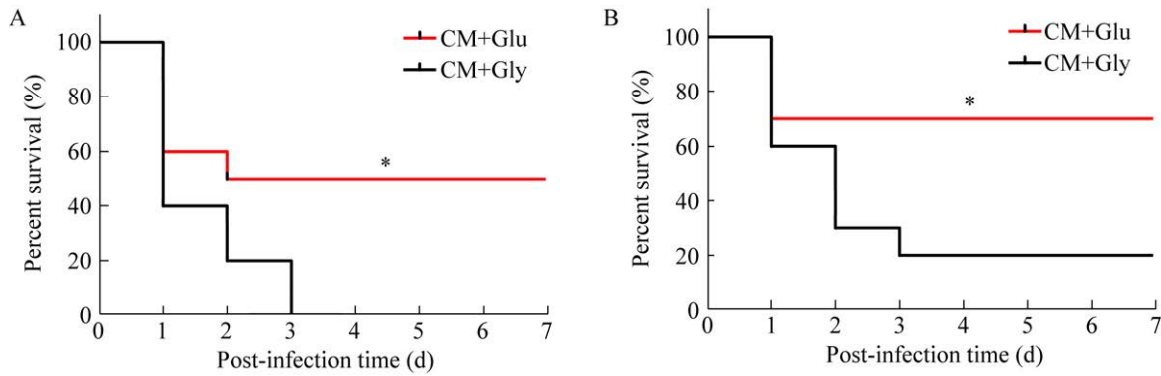 A
Percent survival (%)
100
80
60
40
20
0
CM+Glu
CM+Gly
*
0 1 2 3 4 5 6 7
Post-infection time (d)
B
Percent survival (%)
100
80
60
40
20
0
CM+Glu
CM+Gly
*
0 1 2 3 4 5 6 7
Post-infection time (d)